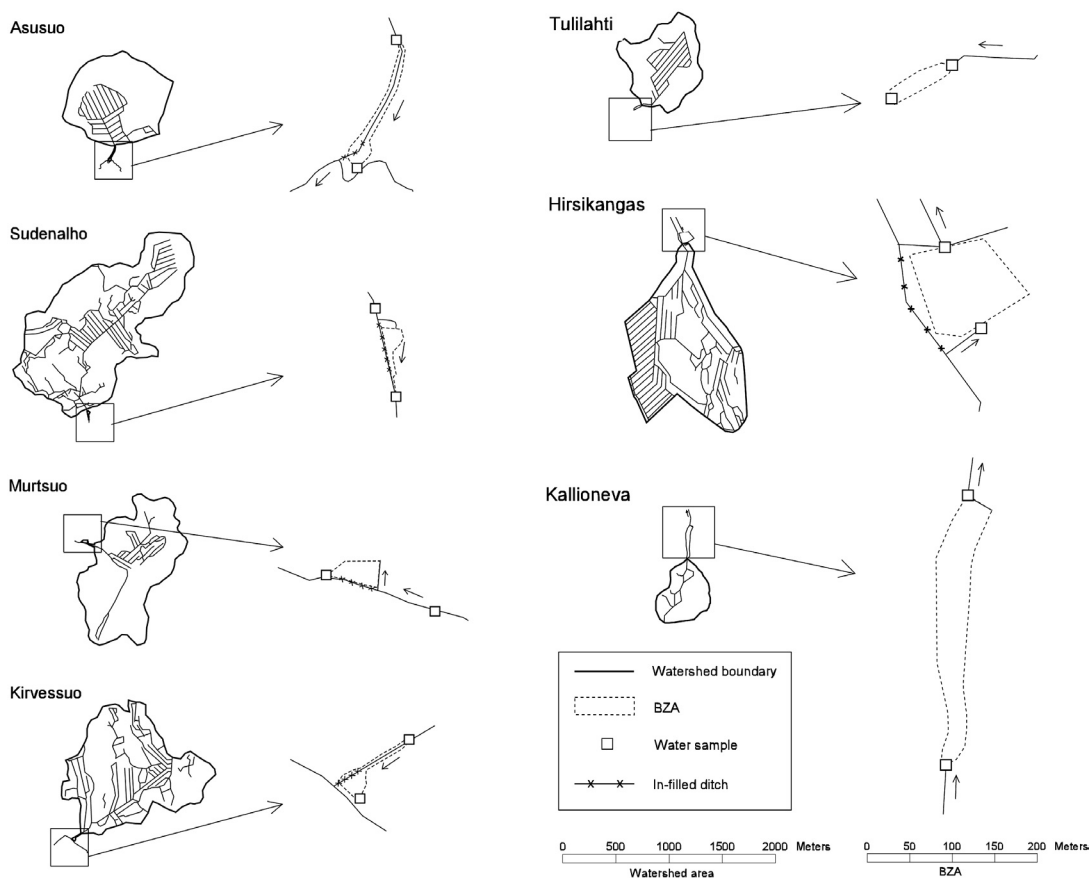 Asusuo
Sudenalho
Murtsuo
Kirvessuo
Tulilahti
Hirsikangas
Kallioneva
Watershed boundary
BZA
Water sample
In-filled ditch
0 500 1000 1500 2000 Meters
Watershed area
0 50 100 150 200 Meters
BZA